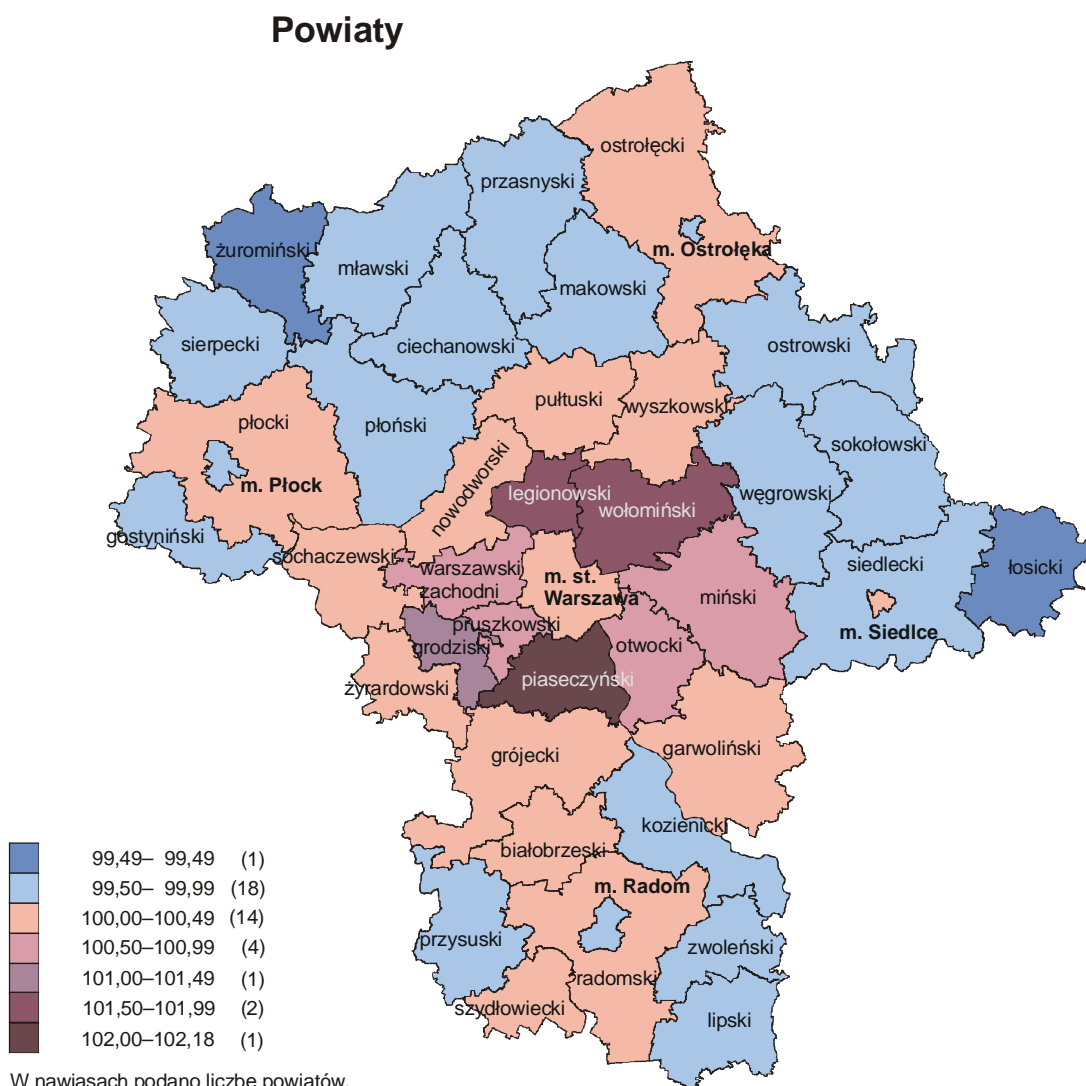 Powiaty
ostrołęcki
przasnyski
m. Ostrołęka
żuromiński
mławski
makowski
sierpecki
ciechanowski
ostrowski
pułtuski
wyszkowski
płocki
płoński
sokołowski
nowodworski
m. Płock
legionowski
wołomiński
węgrowski
gostyniński
sochaczewski
warszawski
zachodni
m. st.
Warszawa
miński
siedlecki
łosicki
m. Siedlce
pruszkowski
grodziski
otwocki
piaseczyński
żyrardowski
grójecki
garwoliński
kozienicki
białobrzeski
m. Radom
przysuski
zwoleński
radomski
szydłowiecki
lipski
99,49– 99,49 (1)
99,50– 99,99 (18)
100,00–100,49 (14)
100,50–100,99 (4)
101,00–101,49 (1)
101,50–101,99 (2)
102,00–102,18 (1)
W nawiasach podano liczbę powiatów.